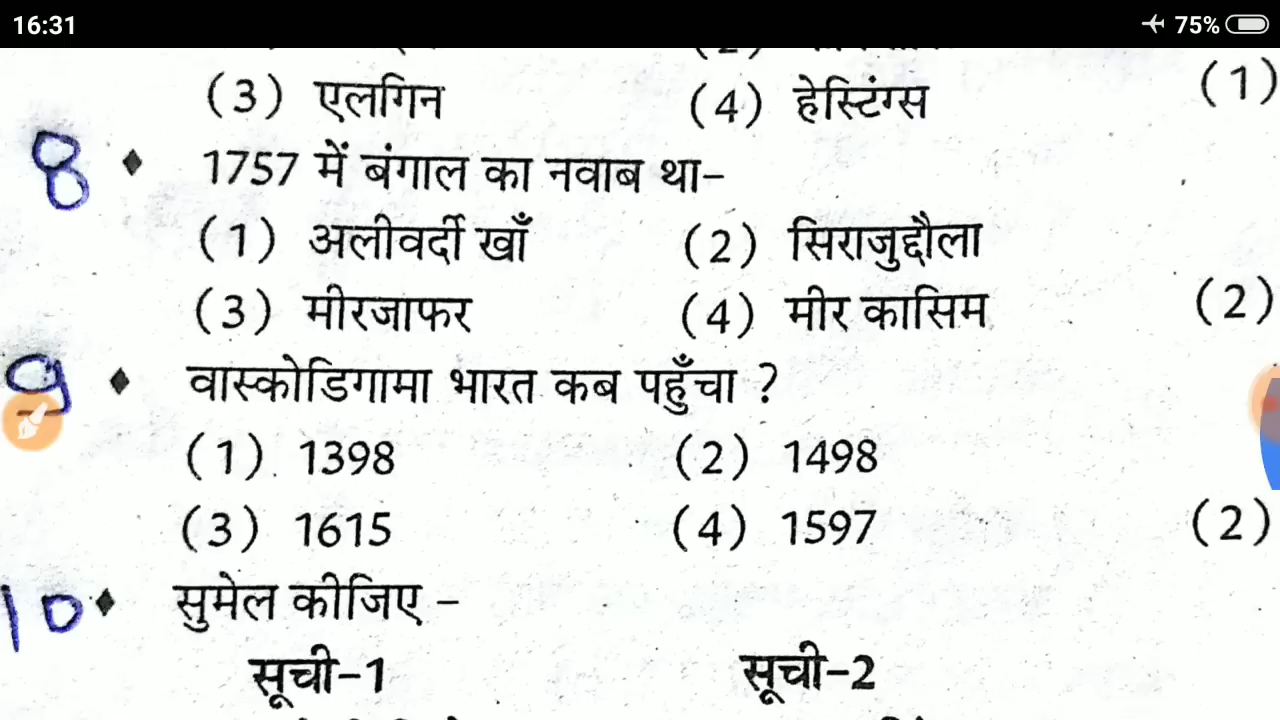 16:31 75%
(3) एलगिन (4) हेस्टिंग्स (1)
8 ♦ 1757 में बंगाल का नवाब था–
(1) अलीवर्दी खाँ (2) सिराजुद्दौला
(3) मीरजाफर (4) मीर कासिम (2)
9 ♦ वास्कोडिगामा भारत कब पहुँचा ?
(1) 1398 (2) 1498
(3) 1615 (4) 1597 (2)
10 ♦ सुमेल कीजिए –
सूची-1 सूची-2